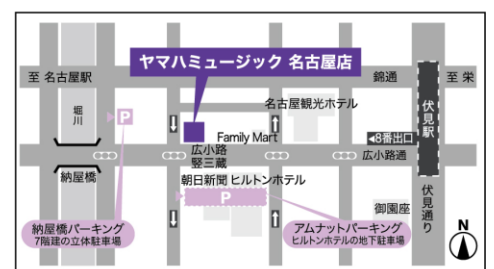 ヤマハミュージック 名古屋店
至 名古屋駅
錦通
至 栄
堀川
P
名古屋観光ホテル
伏見駅
Family Mart
◀8番出口
広小路
竪三蔵
広小路通
納屋橋
朝日新聞
ヒルトンホテル
P
伏見通り
御園座
納屋橋パーキング
7階建の立体駐車場
アムナットパーキング
ヒルトンホテルの地下駐車場
N